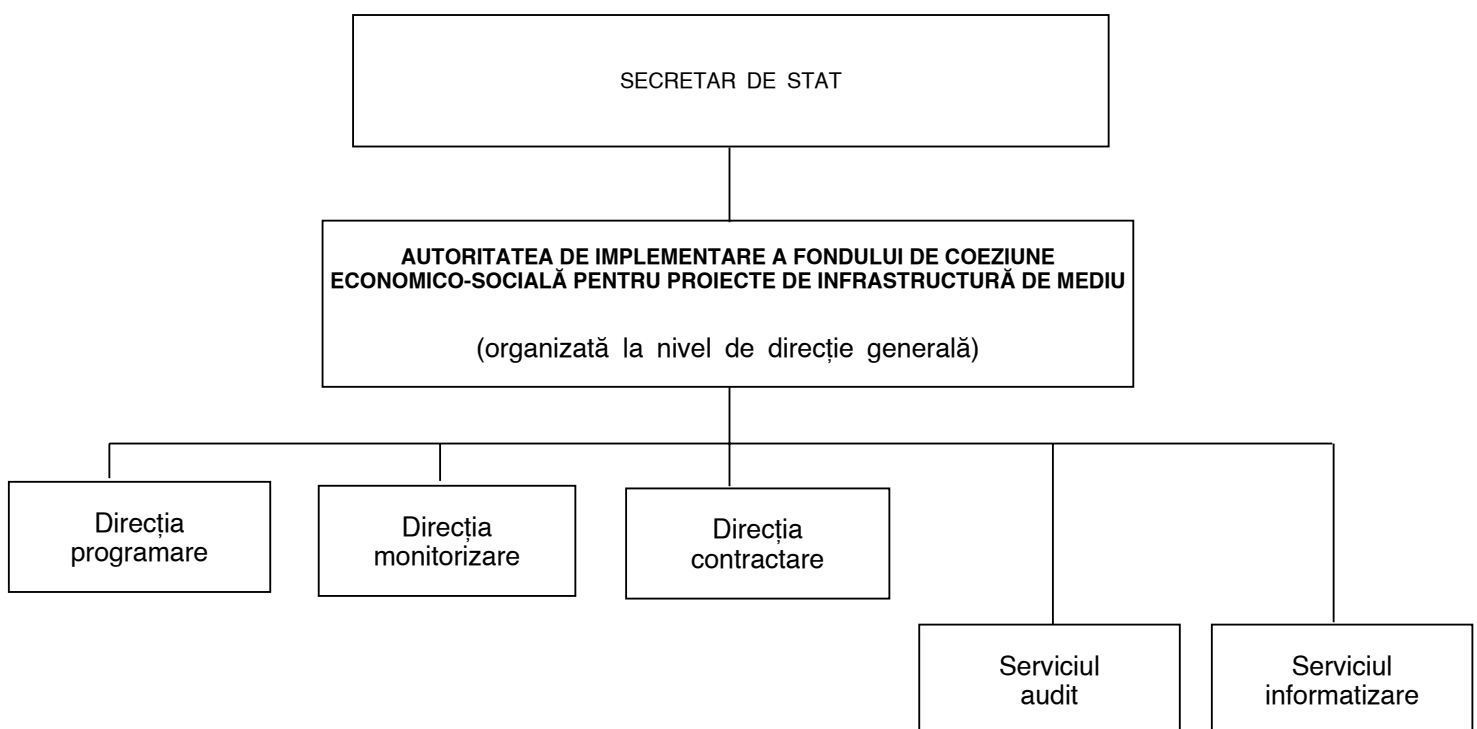 SECRETAR DE STAT
AUTORITATEA DE IMPLEMENTARE A FONDULUI DE COEZIUNE
ECONOMICO-SOCIALĂ PENTRU PROIECTE DE INFRASTRUCTURĂ DE MEDIU
(organizată la nivel de direcție generală)
Direcția
programare
Direcția
monitorizare
Direcția
contractare
Serviciul
audit
Serviciul
informatizare